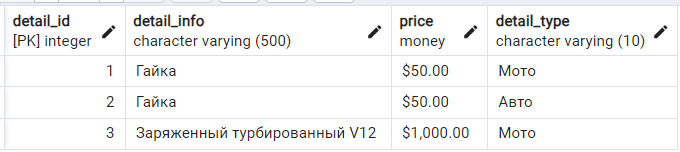 detail_id detail_info price detail_type
[PK] integer character varying (500) money character varying (10)
1 Гайка $50.00 Мото
2 Гайка $50.00 Авто
3 Заряженный турбированный V12 $1,000.00 Мото